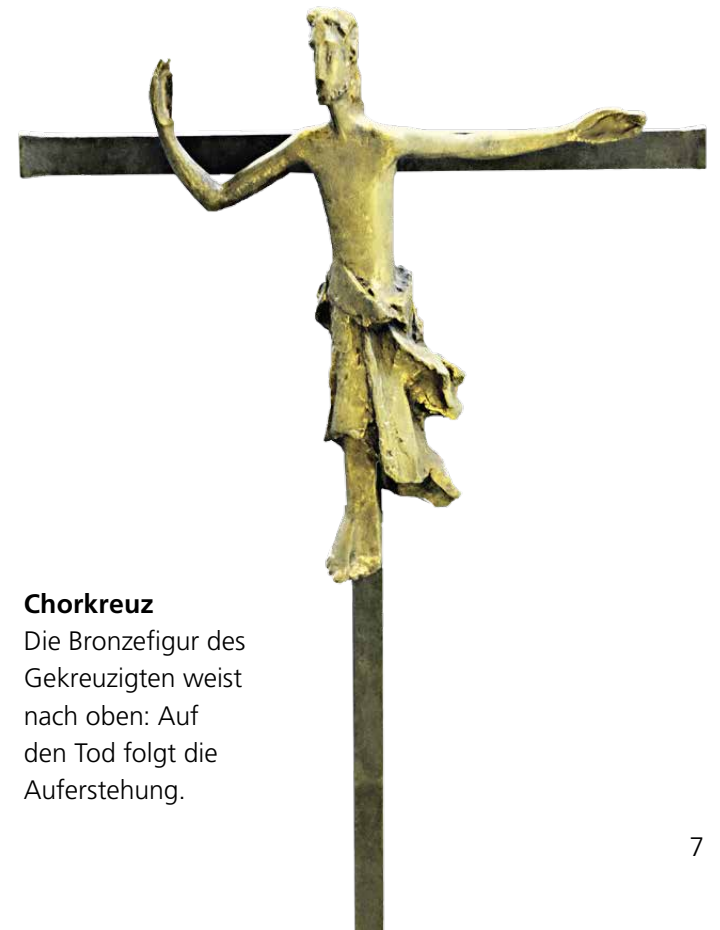 Chorkreuz
Die Bronzefigur des
Gekreuzigten weist
nach oben: Auf
den Tod folgt die
Auferstehung.
7